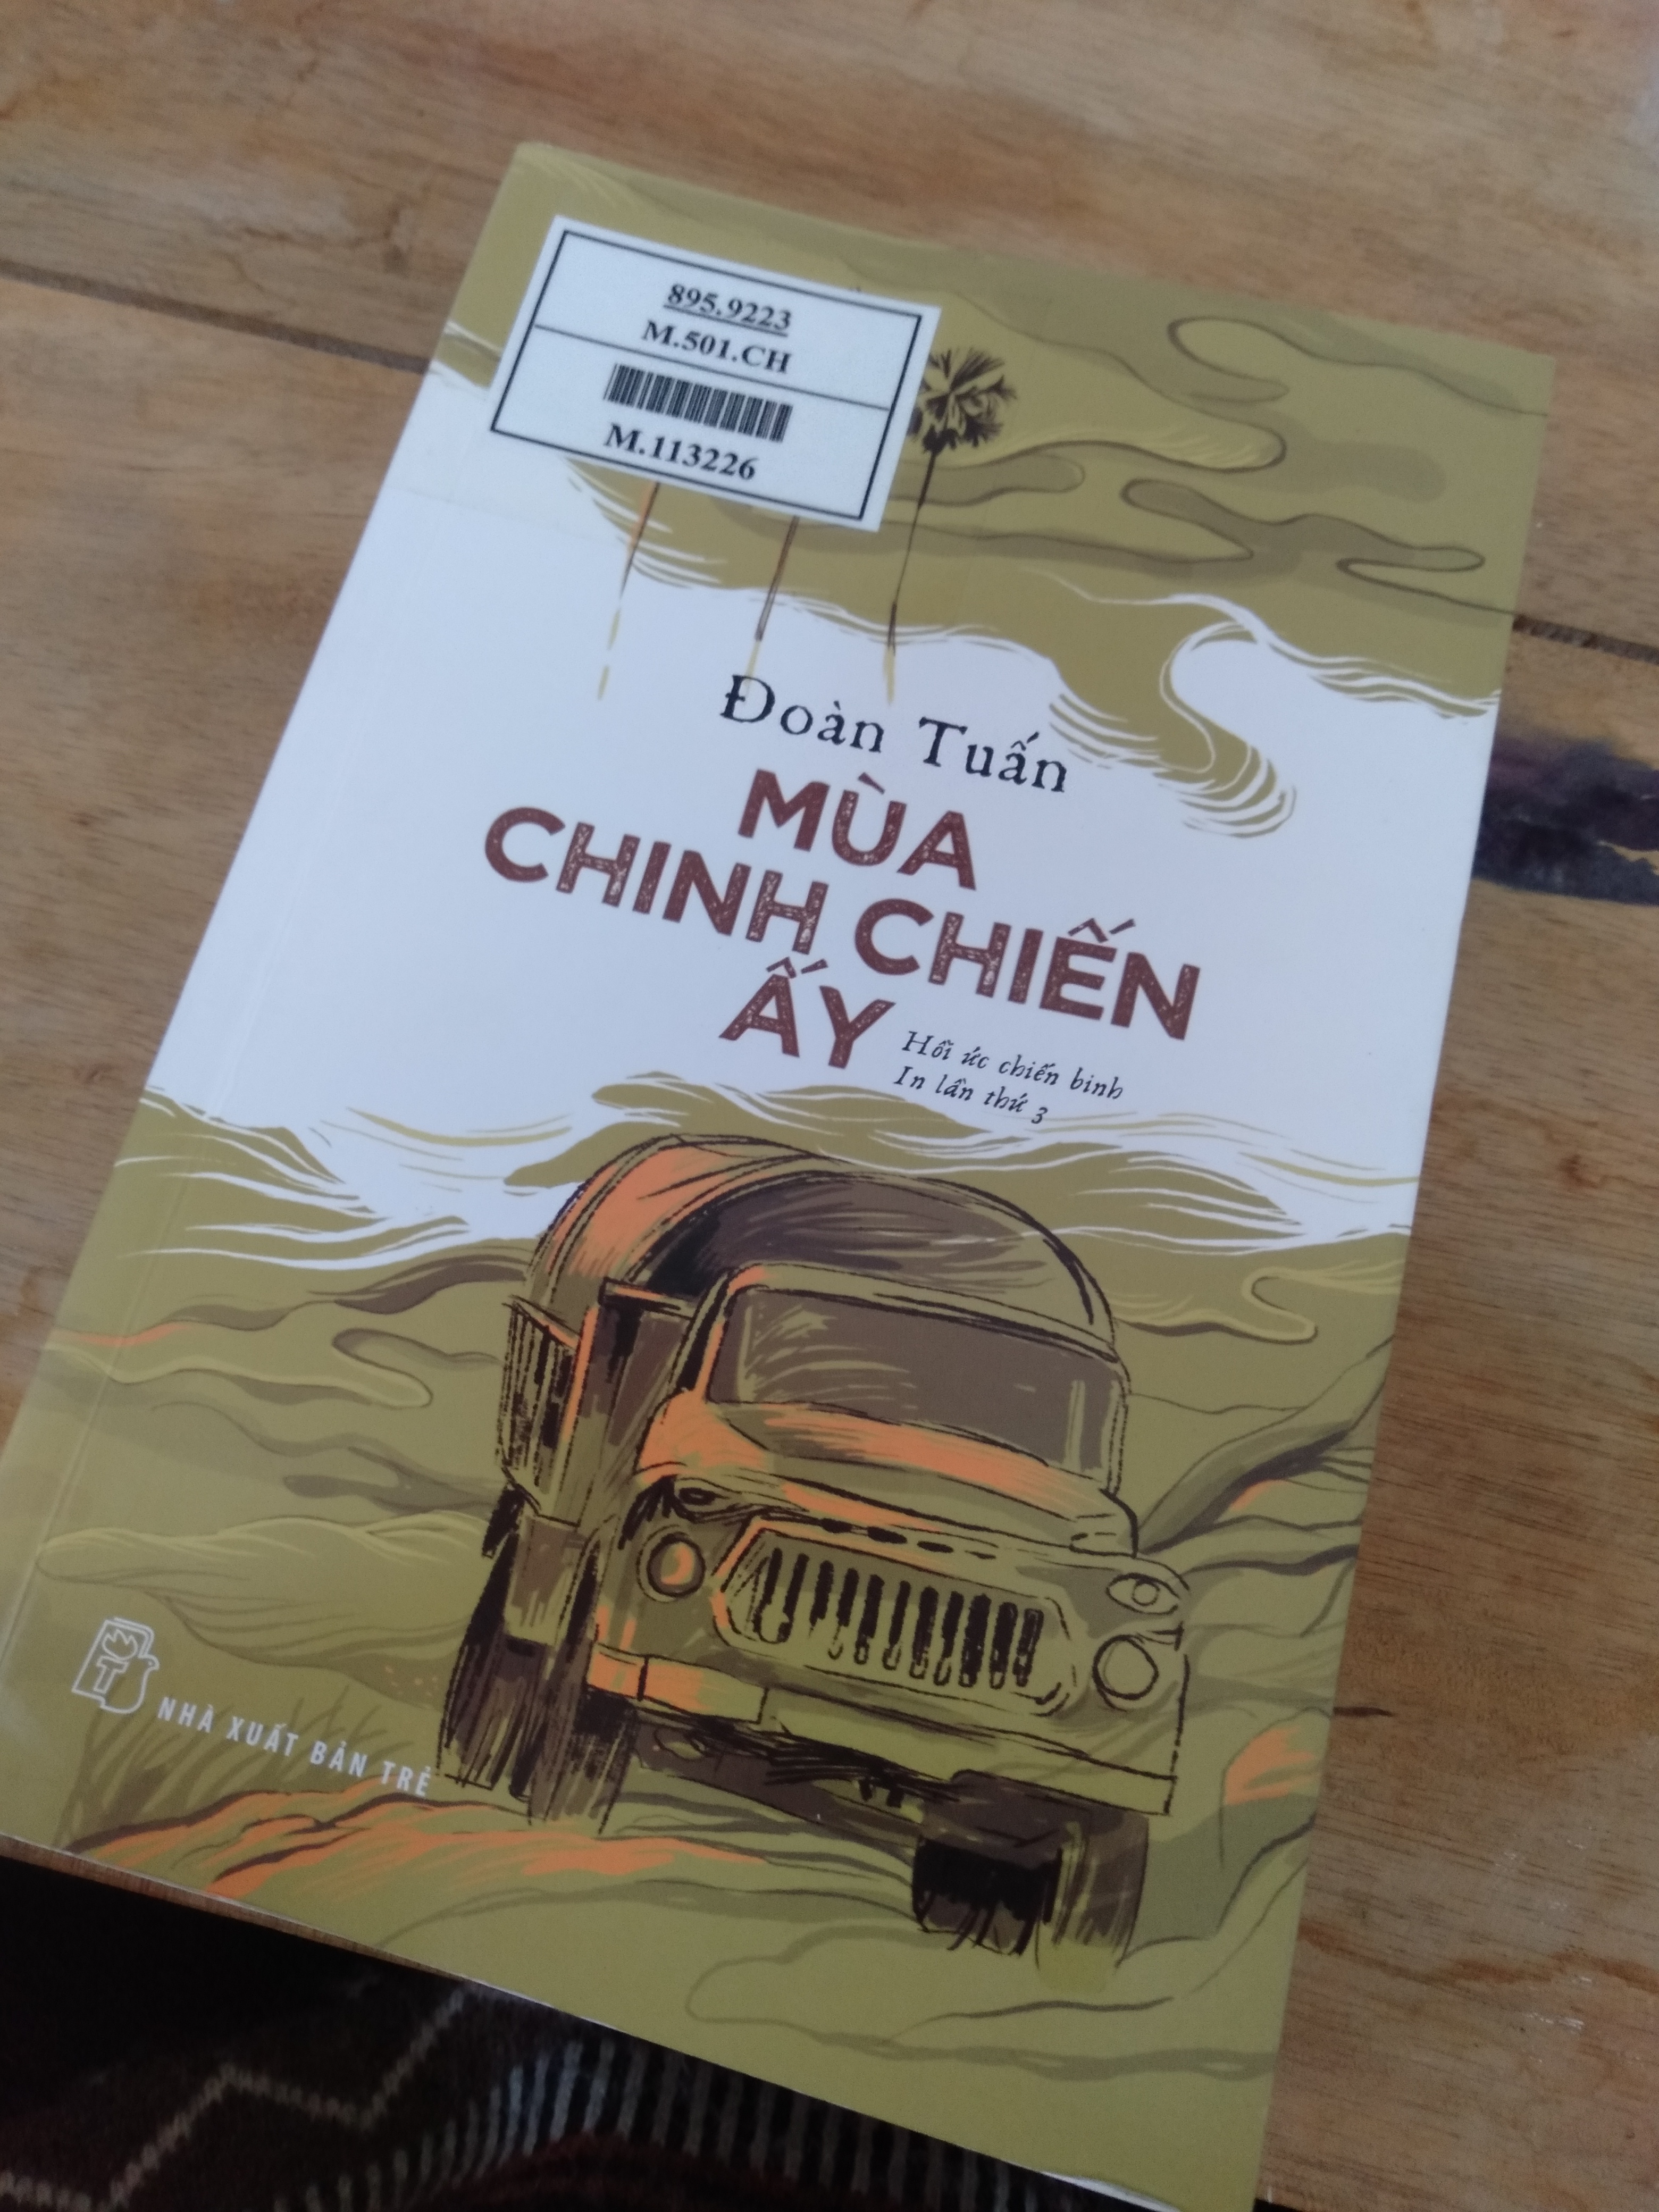 895.9223
M.501.CH
M.113226
Đoàn Tuấn
MÙA
CHINH CHIẾN
ẤY
Hồi ức chiến binh
In lần thứ 3
T
NHÀ XUẤT BẢN TRẺ